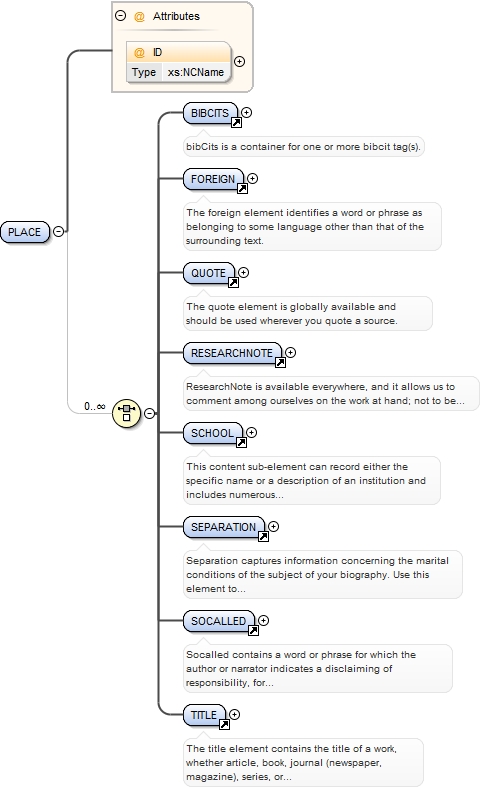 Attributes
ID
Type xs:NCName
BIBCITS
bibCits is a container for one or more bibcit tag(s).
FOREIGN
The foreign element identifies a word or phrase as
belonging to some language other than that of the
surrounding text.
PLACE
QUOTE
The quote element is globally available and
should be used wherever you quote a source.
RESEARCHNOTE
ResearchNote is available everywhere, and it allows us to
comment among ourselves on the work at hand; not to be...
0..∞
SCHOOL
This content sub-element can record either the
specific name or a description of an institution and
includes numerous...
SEPARATION
Separation captures information concerning the marital
conditions of the subject of your biography. Use this
element to...
SOCALLED
Socalled contains a word or phrase for which the
author or narrator indicates a disclaiming of
responsibility, for...
TITLE
The title element contains the title of a work,
whether article, book, journal (newspaper,
magazine), series, or...